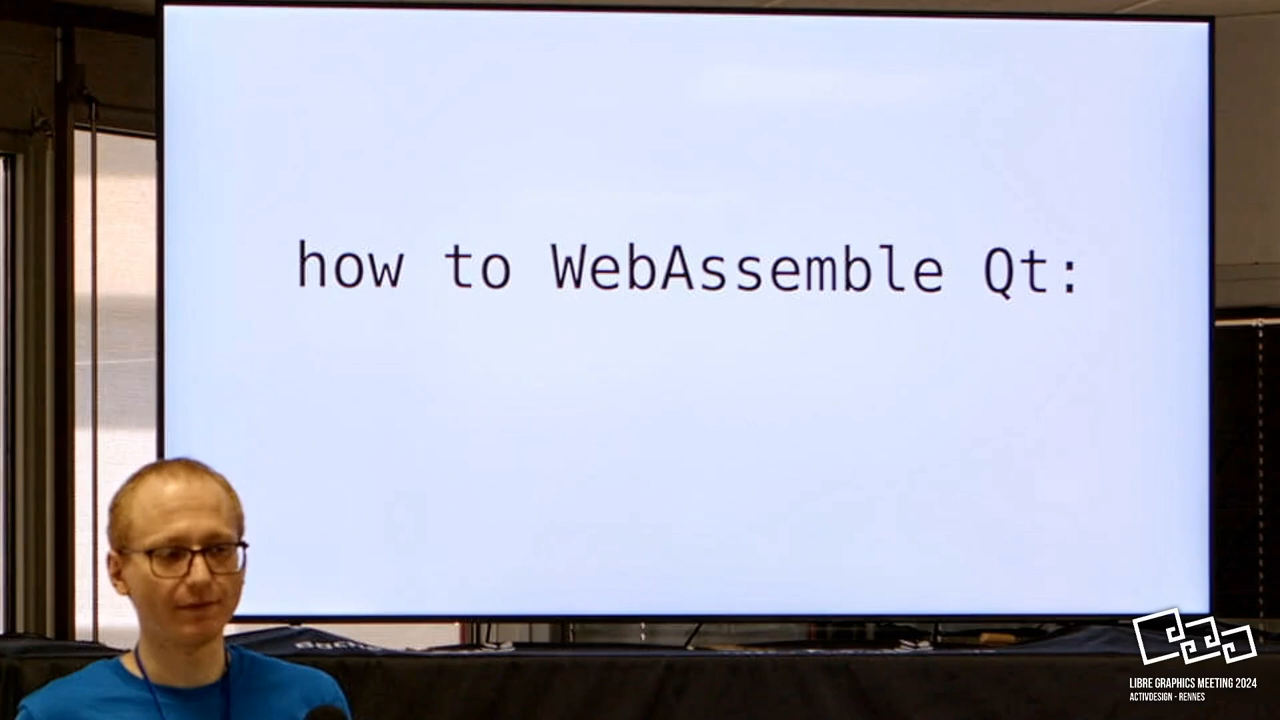 how to WebAssemble Qt:
LIBRE GRAPHICS MEETING 2024
ACTIVDESIGN - RENNES